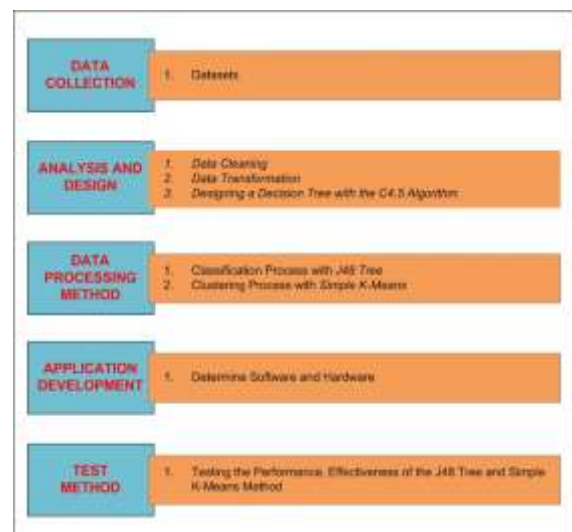 DATA
COLLECTION
1. Datasets
ANALYSIS AND
DESIGN
1. Data Cleaning
2. Data Transformation
3. Designing a Decision Tree with the C4.5 Algorithm
DATA
PROCESSING
METHOD
1. Classification Process with J48 Tree
2. Clustering Process with Simple K-Means
APPLICATION
DEVELOPMENT
1. Determine Software and Hardware
TEST
METHOD
1. Testing the Performance, Effectiveness of the J48 Tree and Simple
K-Means Method